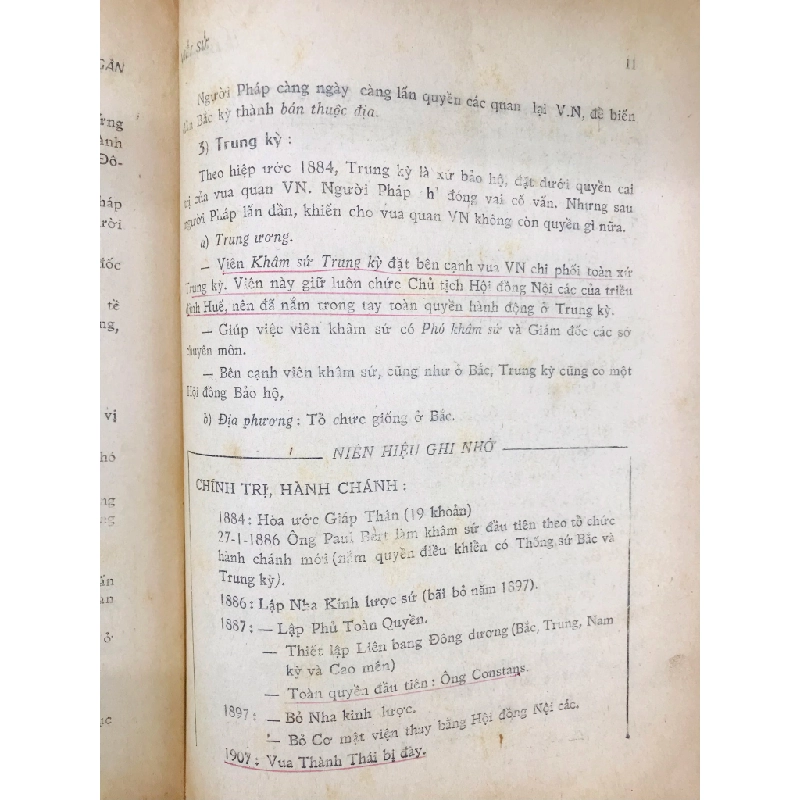 SỬ
11
Người Pháp càng ngày càng lấn quyền các quan lại V.N, để biến
Bắc kỳ thành bán thuộc địa.
3) Trung kỳ :
Theo hiệp ước 1884, Trung kỳ là xứ bảo hộ, đặt dưới quyền cai
trị của vua quan VN. Người Pháp đóng vai cố vấn. Nhưng sau
người Pháp lấn dần, khiến cho vua quan VN không còn quyền gì nữa.
a) Trung ương.
— Viên Khâm sứ Trung kỳ đặt bên cạnh vua VN chi phối toàn xứ
Trung kỳ. Viên này giữ luôn chức Chủ tịch Hội đồng Nội các của triều
đình Huế, nên đã nắm trong tay toàn quyền hành động ở Trung kỳ.
— Giúp việc viên khâm sứ có Phó khâm sứ và Giám đốc các sở
chuyên môn.
— Bên cạnh viên khâm sứ, cũng như ở Bắc, Trung kỳ cũng có một
Hội đồng Bảo hộ,
b) Địa phương : Tổ chức giống ở Bắc.
NIÊN HIỆU GHI NHỚ
CHÍNH TRỊ, HÀNH CHÁNH :
1884 : Hòa ước Giáp Thân (19 khoản)
27-1-1886 Ông Paul Bert làm khâm sứ đầu tiên theo tổ chức
hành chánh mới (nắm quyền điều khiển có Thống sứ Bắc và
Trung kỳ).
1886 : Lập Nha Kinh lược sứ (bãi bỏ năm 1897).
1887 : — Lập Phủ Toàn Quyền.
— Thiết lập Liên bang Đông dương (Bắc, Trung, Nam
kỳ và Cao mên)
— Toàn quyền đầu tiên : Ông Constans.
1897 : — Bỏ Nha kinh lược.
— Bỏ Cơ mật viện thay bằng Hội đồng Nội các.
1907 : Vua Thành Thái bị đày.